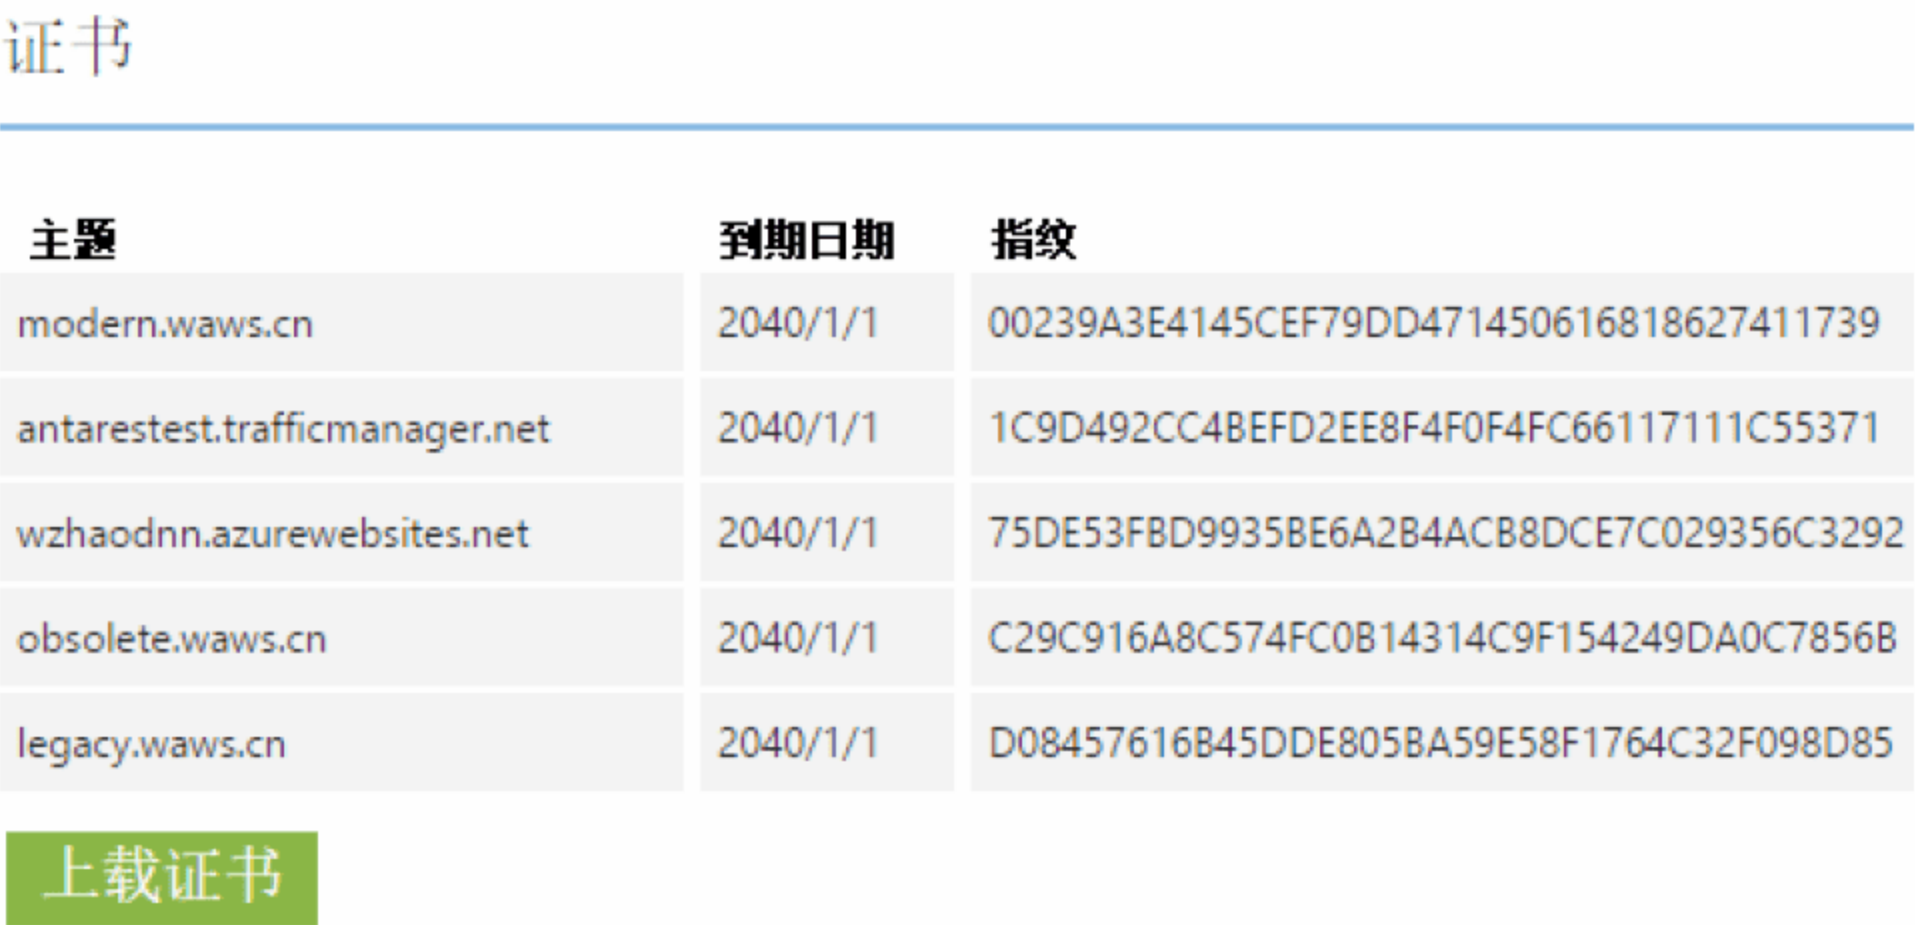 证书
主题 到期日期 指纹
modern.waws.cn 2040/1/1 00239A3E4145CEF79DD471450616818627411739
antarestest.trafficmanager.net 2040/1/1 1C9D492CC4BEFD2EE8F4F0F4FC66117111C55371
wzhaodnn.azurewebsites.net 2040/1/1 75DE53FBD9935BE6A2B4ACB8DCE7C029356C3292
obsolete.waws.cn 2040/1/1 C29C916A8C574FC0B14314C9F154249DA0C7856B
legacy.waws.cn 2040/1/1 D08457616B45DDE805BA59E58F1764C32F098D85
上载证书